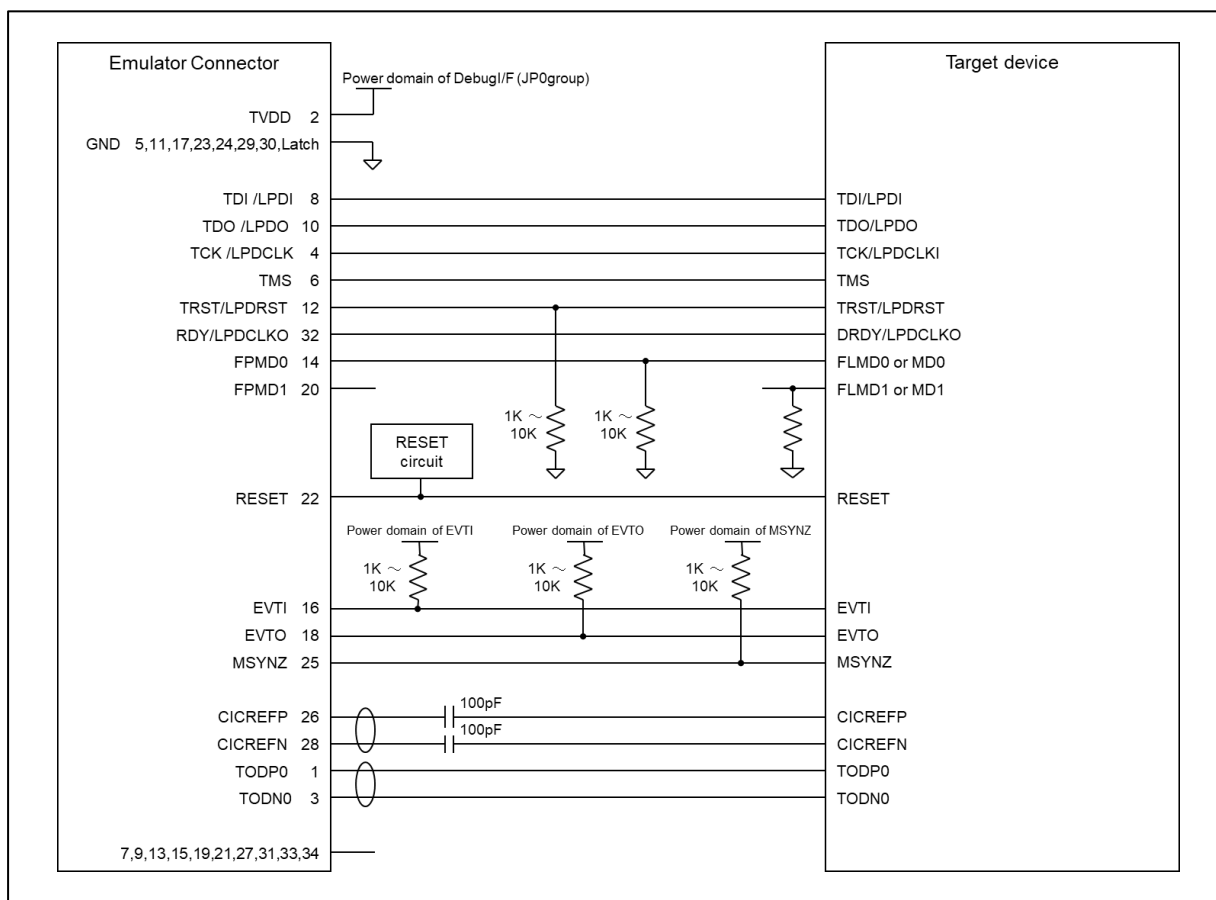 Emulator Connector
Target device
Power domain of DebugI/F (JP0group)
TVDD 2
GND 5,11,17,23,24,29,30,Latch
TDI /LPDI 8
TDI/LPDI
TDO /LPDO 10
TDO/LPDO
TCK /LPDCLK 4
TCK/LPDCLKI
TMS 6
TMS
TRST/LPDRST 12
TRST/LPDRST
RDY/LPDCLKO 32
DRDY/LPDCLKO
FPMD0 14
FLMD0 or MD0
FPMD1 20
FLMD1 or MD1
1K ～
10K
1K ～
10K
RESET
circuit
RESET 22
RESET
Power domain of EVTI
Power domain of EVTO
Power domain of MSYNZ
1K ～
10K
1K ～
10K
1K ～
10K
EVTI 16
EVTI
EVTO 18
EVTO
MSYNZ 25
MSYNZ
100pF
CICREFP 26
CICREFP
100pF
CICREFN 28
CICREFN
TODP0 1
TODP0
TODN0 3
TODN0
7,9,13,15,19,21,27,31,33,34